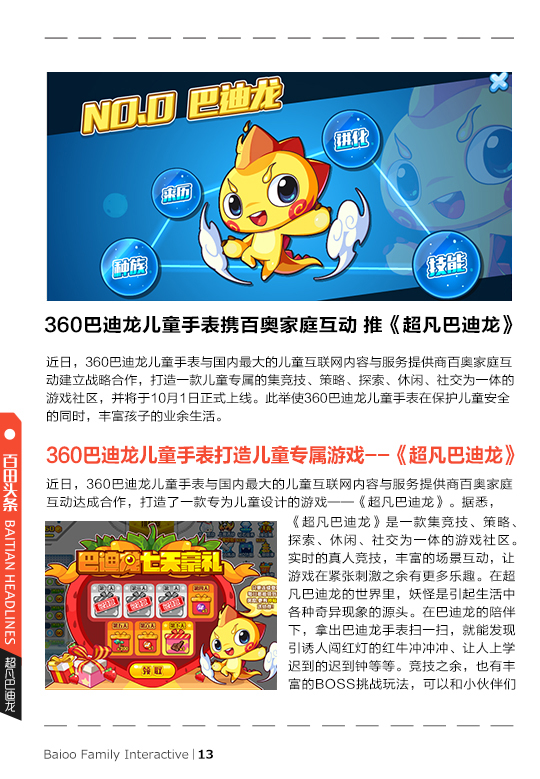 NO.0 巴迪龙
进化
来历
种族
技能
360巴迪龙儿童手表携百奥家庭互动 推《超凡巴迪龙》
近日，360巴迪龙儿童手表与国内最大的儿童互联网内容与服务提供商百奥家庭互
动建立战略合作，打造一款儿童专属的集竞技、策略、探索、休闲、社交为一体的
游戏社区，并将于10月1日正式上线。此举使360巴迪龙儿童手表在保护儿童安全
的同时，丰富孩子的业余生活。
360巴迪龙儿童手表打造儿童专属游戏--《超凡巴迪龙》
近日，360巴迪龙儿童手表与国内最大的儿童互联网内容与服务提供商百奥家庭
互动达成合作，打造了一款专为儿童设计的游戏——《超凡巴迪龙》。据悉，
《超凡巴迪龙》是一款集竞技、策略、
探索、休闲、社交为一体的游戏社区。
实时的真人竞技，丰富的场景互动，让
游戏在紧张刺激之余有更多乐趣。在超
凡巴迪龙的世界里，妖怪是引起生活中
各种奇异现象的源头。在巴迪龙的陪伴
下，拿出巴迪龙手表扫一扫，就能发现
引诱人闯红灯的红牛冲冲冲、让人上学
迟到的迟到钟等等。竞技之余，也有丰
富的BOSS挑战玩法，可以和小伙伴们
巴迪龙七天豪礼
第五天
第六天
第七天
领取
百田头条 BAITIAN HEADLINES
超凡巴迪龙
Baioo Family Interactive | 13